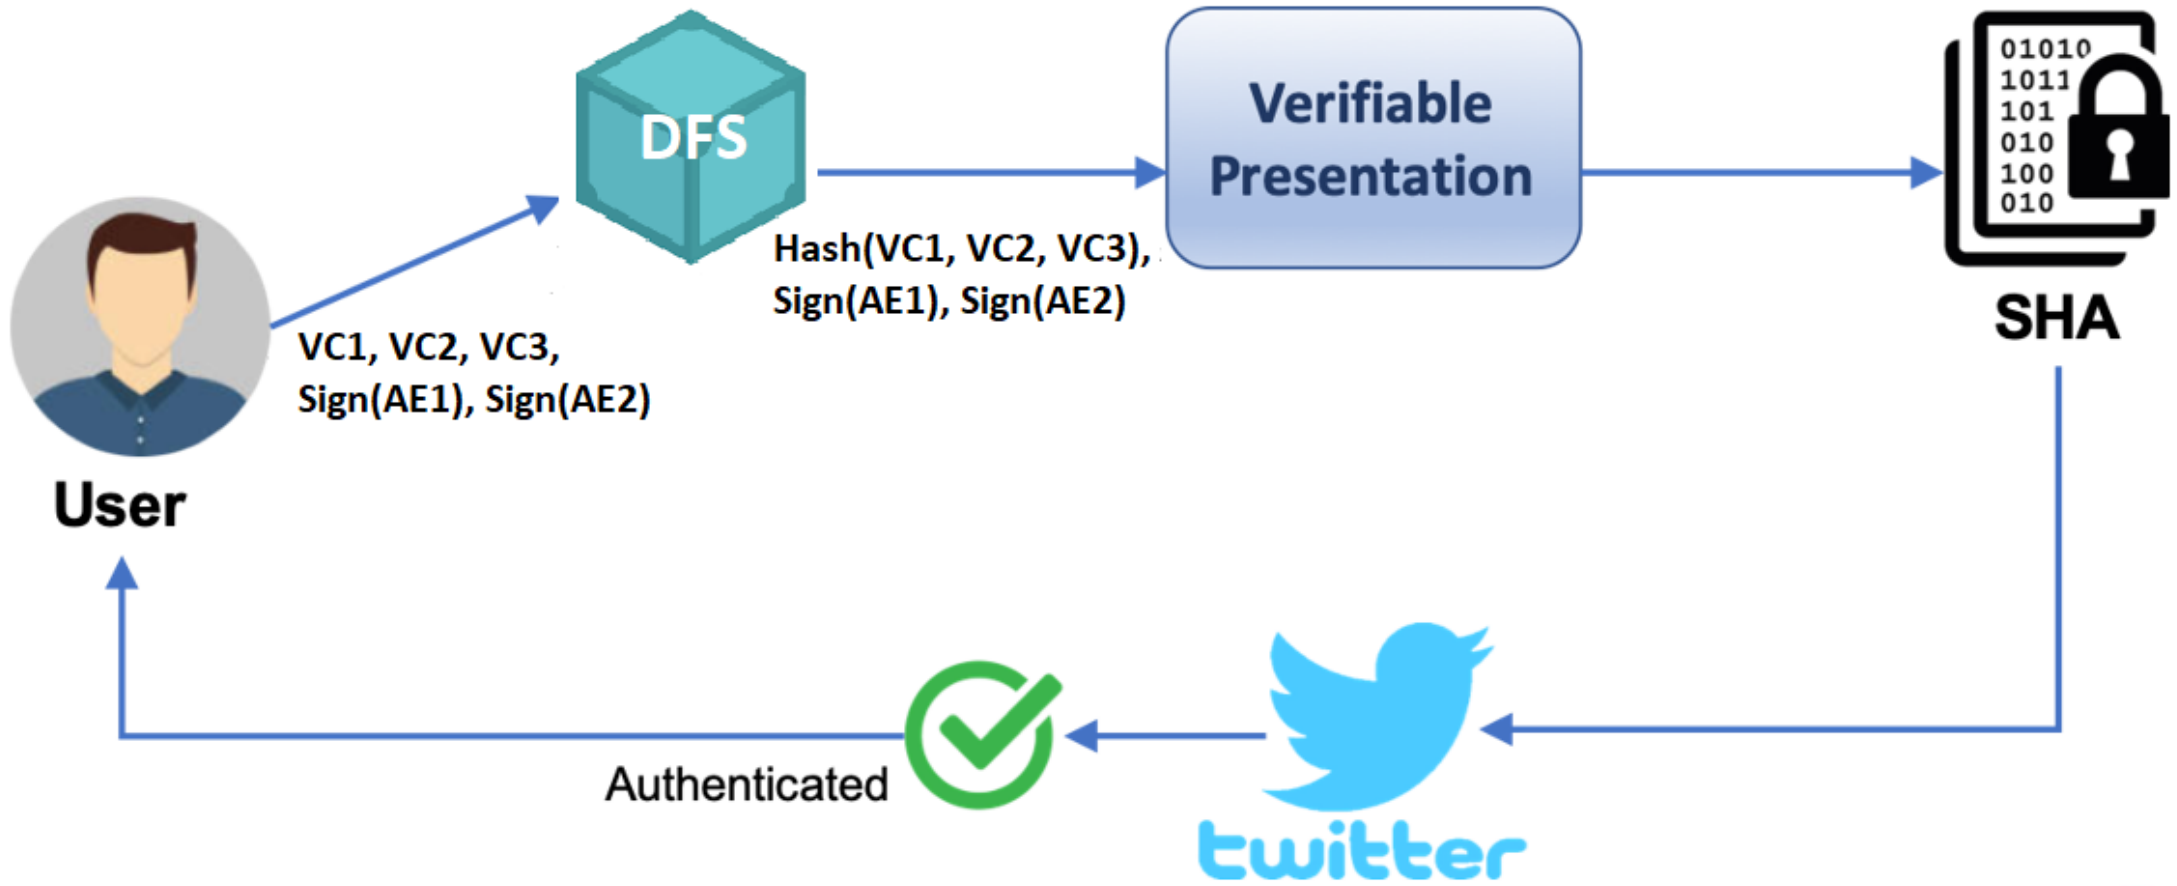 DFS
Verifiable
Presentation
01010
1011
101
010
100
010
SHA
Hash(VC1, VC2, VC3),
Sign(AE1), Sign(AE2)
VC1, VC2, VC3,
Sign(AE1), Sign(AE2)
User
Authenticated
twitter